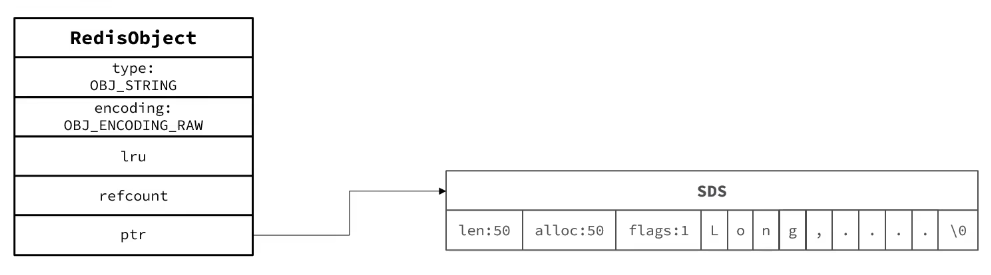 RedisObject
type:
OBJ_STRING
encoding:
OBJ_ENCODING_RAW
lru
refcount
ptr
SDS
len:50 alloc:50 flags:1 L o n g , . . . . \0